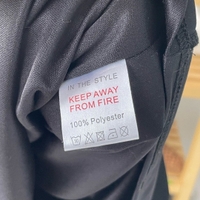 IN THE STYLE
KEEP AWAY
FROM FIRE
100% Polyester